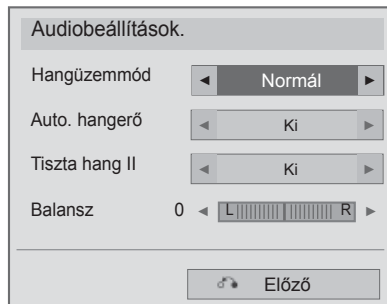 Audiobeállítások.
Hangüzemmód ◄ Normál ►
Auto. hangerő ◄ Ki ►
Tiszta hang II ◄ Ki ►
Balansz 0 ◄ L R ►
Előző